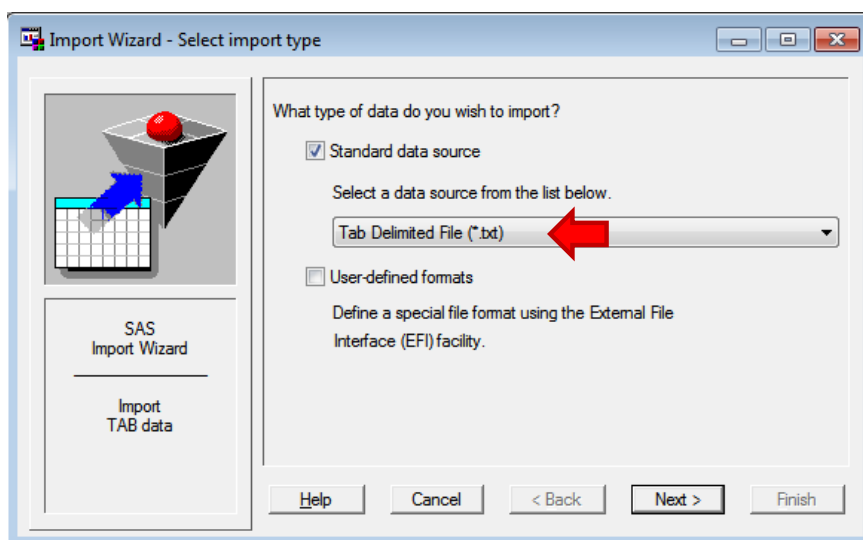 Import Wizard - Select import type
What type of data do you wish to import?
Standard data source
Select a data source from the list below.
Tab Delimited File (*.txt)
User-defined formats
Define a special file format using the External File
Interface (EFI) facility.
SAS
Import Wizard
Import
TAB data
Help
Cancel
< Back
Next >
Finish